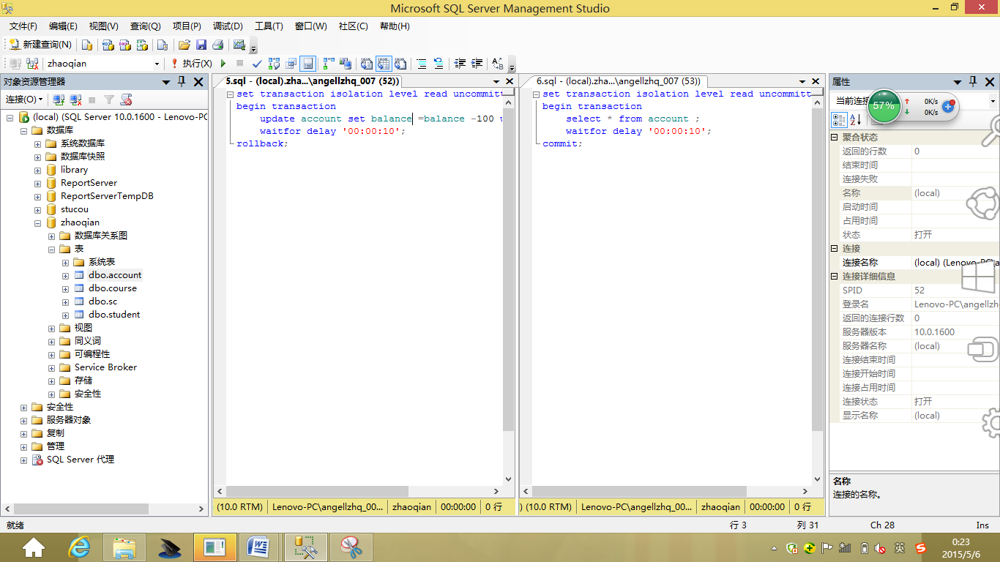 Microsoft SQL Server Management Studio
文件(F) 编辑(E) 视图(V) 查询(Q) 项目(P) 调试(D) 工具(T) 窗口(W) 社区(C) 帮助(H)
新建查询(N)
zhaoqian 执行(X)
对象资源管理器
连接(O)
(local) (SQL Server 10.0.1600 - Lenovo-PC
数据库
系统数据库
数据库快照
library
ReportServer
ReportServerTempDB
stucou
zhaoqian
数据库关系图
表
系统表
dbo.account
dbo.course
dbo.sc
dbo.student
视图
同义词
可编程性
Service Broker
存储
安全性
安全性
服务器对象
复制
管理
SQL Server 代理
5.sql - (local).zha...\angellzhq_007 (52))
set transaction isolation level read uncommitt
begin transaction
update account set balance =balance -100 w
waitfor delay '00:00:10';
rollback;
(10.0 RTM) Lenovo-PC\angellzhq_00... zhaoqian 00:00:00 0 行
6.sql - (local).zha...\angellzhq_007 (53))
set transaction isolation level read uncommitt
begin transaction
select * from account ;
waitfor delay '00:00:10';
commit;
) (10.0 RTM) Lenovo-PC\angellzhq_00... zhaoqian 00:00:00 0 行
属性
当前连接
57% 0K/s
0K/s
聚合状态
返回的行数 0
结束时间
连接失败
名称 (local)
启动时间
占用时间
状态 打开
连接
连接名称 (local) (Lenovo-PC\a
连接详细信息
SPID 52
登录名 Lenovo-PC\angellzh
返回的连接行数 0
服务器版本 10.0.1600
服务器名称 (local)
连接结束时间
连接开始时间
连接占用时间
连接状态 打开
显示名称 (local)
名称
连接的名称。
就绪 行 3 列 31 Ch 28 Ins
英 0:23
2015/5/6